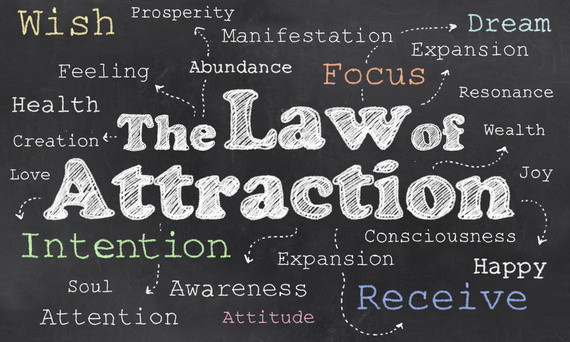 Wish
Prosperity
Manifestation
Dream
Expansion
Feeling
Abundance
Focus
Resonance
Health
The Law of
Wealth
Creation
Love
Attraction
Joy
Intention
Consciousness
Expansion
Happy
Soul
Awareness
Receive
Attention
Attitude